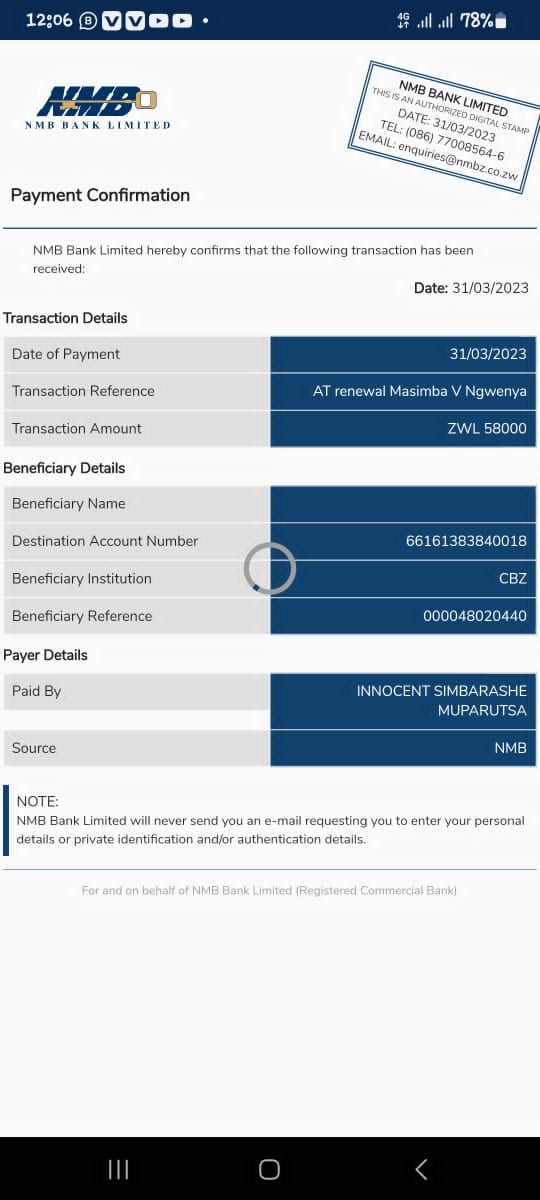 12:06
4G 78%
NMB
NMB BANK LIMITED
NMB BANK LIMITED
THIS IS AN AUTHORIZED DIGITAL STAMP
DATE: 31/03/2023
TEL: (086) 77008564-6
EMAIL: enquiries@nmbz.co.zw
Payment Confirmation
NMB Bank Limited hereby confirms that the following transaction has been
received:
Date: 31/03/2023
Transaction Details
Date of Payment 31/03/2023
Transaction Reference AT renewal Masimba V Ngwenya
Transaction Amount ZWL 58000
Beneficiary Details
Beneficiary Name
Destination Account Number 66161383840018
Beneficiary Institution CBZ
Beneficiary Reference 000048020440
Payer Details
Paid By INNOCENT SIMBARASHE
MUPARUTSA
Source NMB
NOTE:
NMB Bank Limited will never send you an e-mail requesting you to enter your personal
details or private identification and/or authentication details.
For and on behalf of NMB Bank Limited (Registered Commercial Bank)